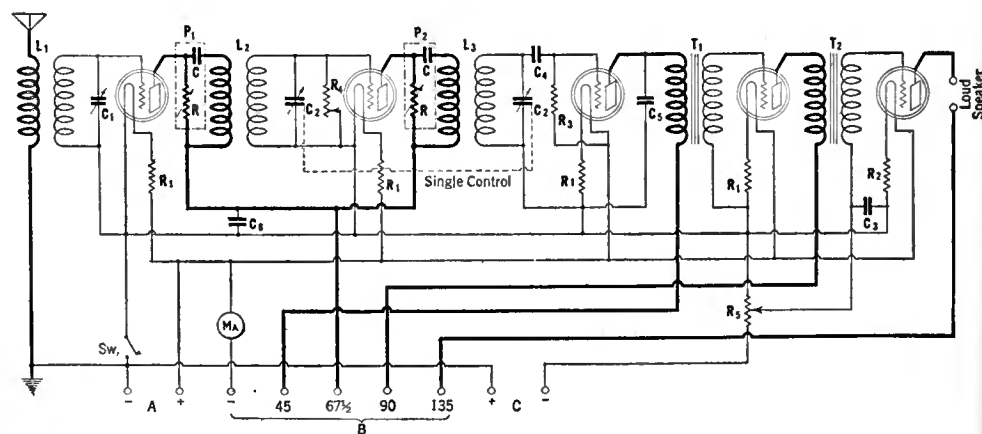 L1 P1 L2 P2 L3 T1 T2
C C C4
R R4 R
C1 C2 C2 R3 C5
Loud Speaker
R1 R1 R1 R1 R2
Single Control
C6 C3
MA R5
Sw,
− A + − 45 67½ 90 135 + C −
B